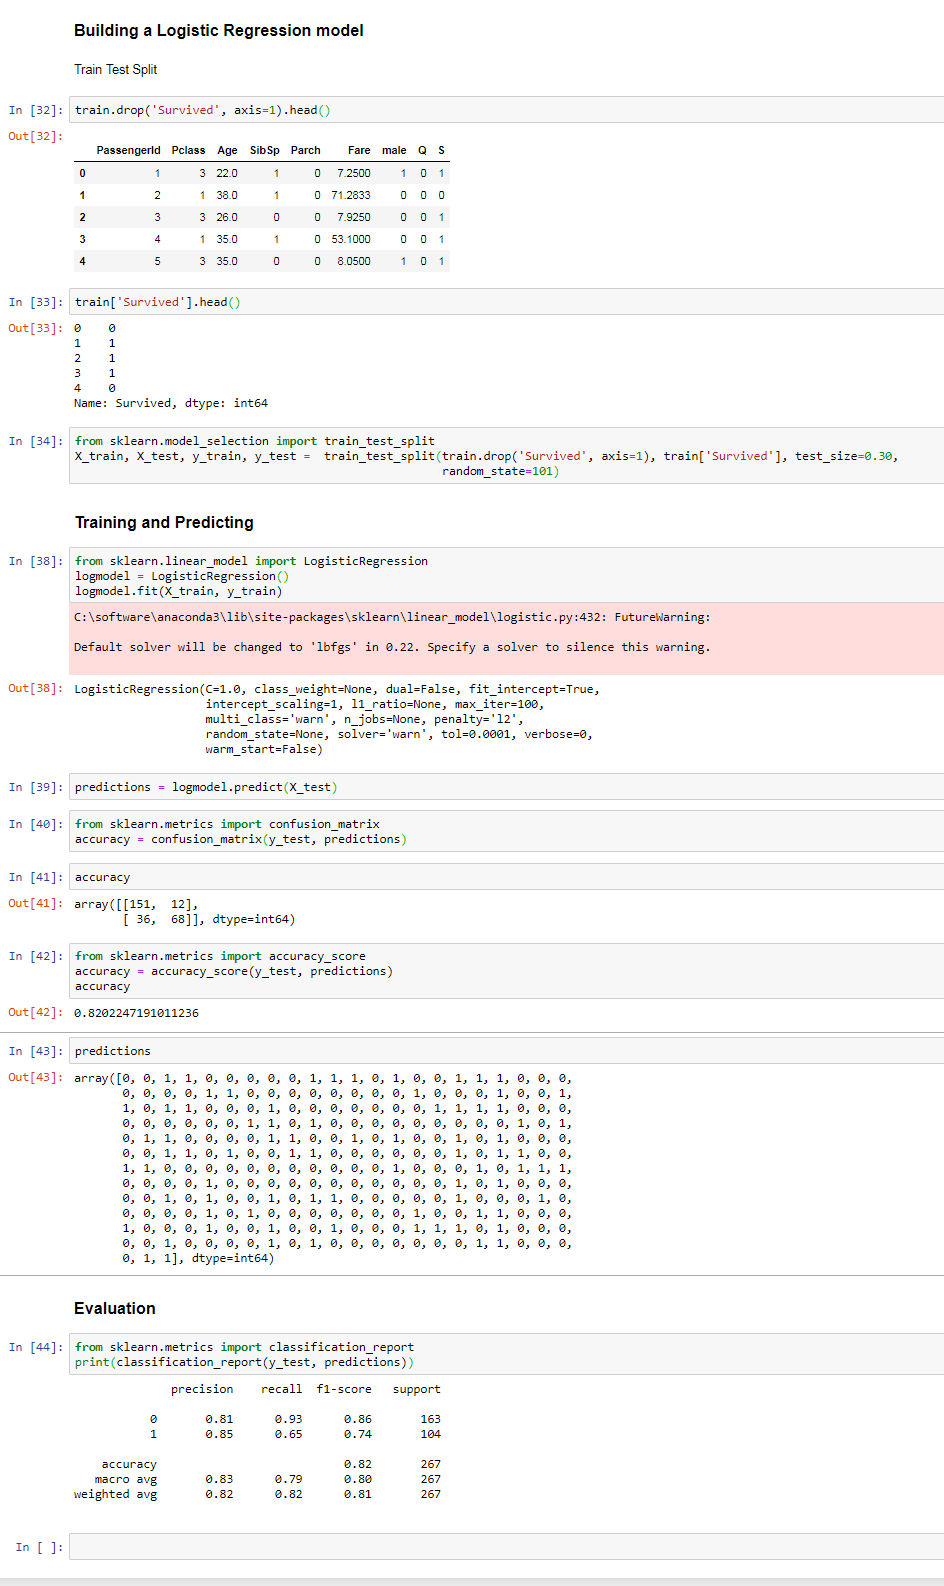 Building a Logistic Regression model
Train Test Split
In [32]: train.drop('Survived', axis=1).head()
Out[32]:
PassengerId Pclass Age SibSp Parch Fare male Q S
0 1 3 22.0 1 0 7.2500 1 0 1
1 2 1 38.0 1 0 71.2833 0 0 0
2 3 3 26.0 0 0 7.9250 0 0 1
3 4 1 35.0 1 0 53.1000 0 0 1
4 5 3 35.0 0 0 8.0500 1 0 1
In [33]: train['Survived'].head()
Out[33]: 0    0
1    1
2    1
3    1
4    0
Name: Survived, dtype: int64
In [34]: from sklearn.model_selection import train_test_split
X_train, X_test, y_train, y_test =  train_test_split(train.drop('Survived', axis=1), train['Survived'], test_size=0.30,
random_state=101)
Training and Predicting
In [38]: from sklearn.linear_model import LogisticRegression
logmodel = LogisticRegression()
logmodel.fit(X_train, y_train)
C:\software\anaconda3\lib\site-packages\sklearn\linear_model\logistic.py:432: FutureWarning:
Default solver will be changed to 'lbfgs' in 0.22. Specify a solver to silence this warning.
Out[38]: LogisticRegression(C=1.0, class_weight=None, dual=False, fit_intercept=True,
intercept_scaling=1, l1_ratio=None, max_iter=100,
multi_class='warn', n_jobs=None, penalty='l2',
random_state=None, solver='warn', tol=0.0001, verbose=0,
warm_start=False)
In [39]: predictions = logmodel.predict(X_test)
In [40]: from sklearn.metrics import confusion_matrix
accuracy = confusion_matrix(y_test, predictions)
In [41]: accuracy
Out[41]: array([[151,  12],
[ 36,  68]], dtype=int64)
In [42]: from sklearn.metrics import accuracy_score
accuracy = accuracy_score(y_test, predictions)
accuracy
Out[42]: 0.8202247191011236
In [43]: predictions
Out[43]: array([0, 0, 1, 1, 0, 0, 0, 0, 0, 1, 1, 1, 0, 1, 0, 0, 1, 1, 1, 0, 0, 0,
0, 0, 0, 0, 1, 1, 0, 0, 0, 0, 0, 0, 0, 0, 1, 0, 0, 0, 1, 0, 0, 1,
1, 0, 1, 1, 0, 0, 0, 1, 0, 0, 0, 0, 0, 0, 0, 1, 1, 1, 1, 0, 0, 0,
0, 0, 0, 0, 0, 0, 1, 1, 0, 1, 0, 0, 0, 0, 0, 0, 0, 0, 0, 1, 0, 1,
0, 1, 1, 0, 0, 0, 0, 1, 1, 0, 0, 1, 0, 1, 0, 0, 1, 0, 1, 0, 0, 0,
0, 0, 1, 1, 0, 1, 0, 0, 1, 1, 0, 0, 0, 0, 0, 0, 1, 0, 1, 1, 0, 0,
1, 1, 0, 0, 0, 0, 0, 0, 0, 0, 0, 0, 0, 1, 0, 0, 0, 1, 0, 1, 1, 1,
0, 0, 0, 0, 1, 0, 0, 0, 0, 0, 0, 0, 0, 0, 0, 0, 1, 0, 1, 0, 0, 0,
0, 0, 1, 0, 1, 0, 0, 1, 0, 1, 1, 0, 0, 0, 0, 0, 1, 0, 0, 0, 1, 0,
0, 0, 0, 0, 1, 0, 1, 0, 0, 0, 0, 0, 0, 0, 1, 0, 0, 1, 1, 0, 0, 0,
1, 0, 0, 0, 1, 0, 0, 1, 0, 0, 1, 0, 0, 0, 1, 1, 1, 0, 1, 0, 0, 0,
0, 0, 1, 0, 0, 0, 0, 1, 0, 1, 0, 0, 0, 0, 0, 0, 0, 1, 1, 0, 0, 0,
0, 1, 1], dtype=int64)
Evaluation
In [44]: from sklearn.metrics import classification_report
print(classification_report(y_test, predictions))
precision    recall  f1-score   support
0       0.81      0.93      0.86       163
1       0.85      0.65      0.74       104
accuracy                           0.82       267
macro avg       0.83      0.79      0.80       267
weighted avg       0.82      0.82      0.81       267
In [ ]: